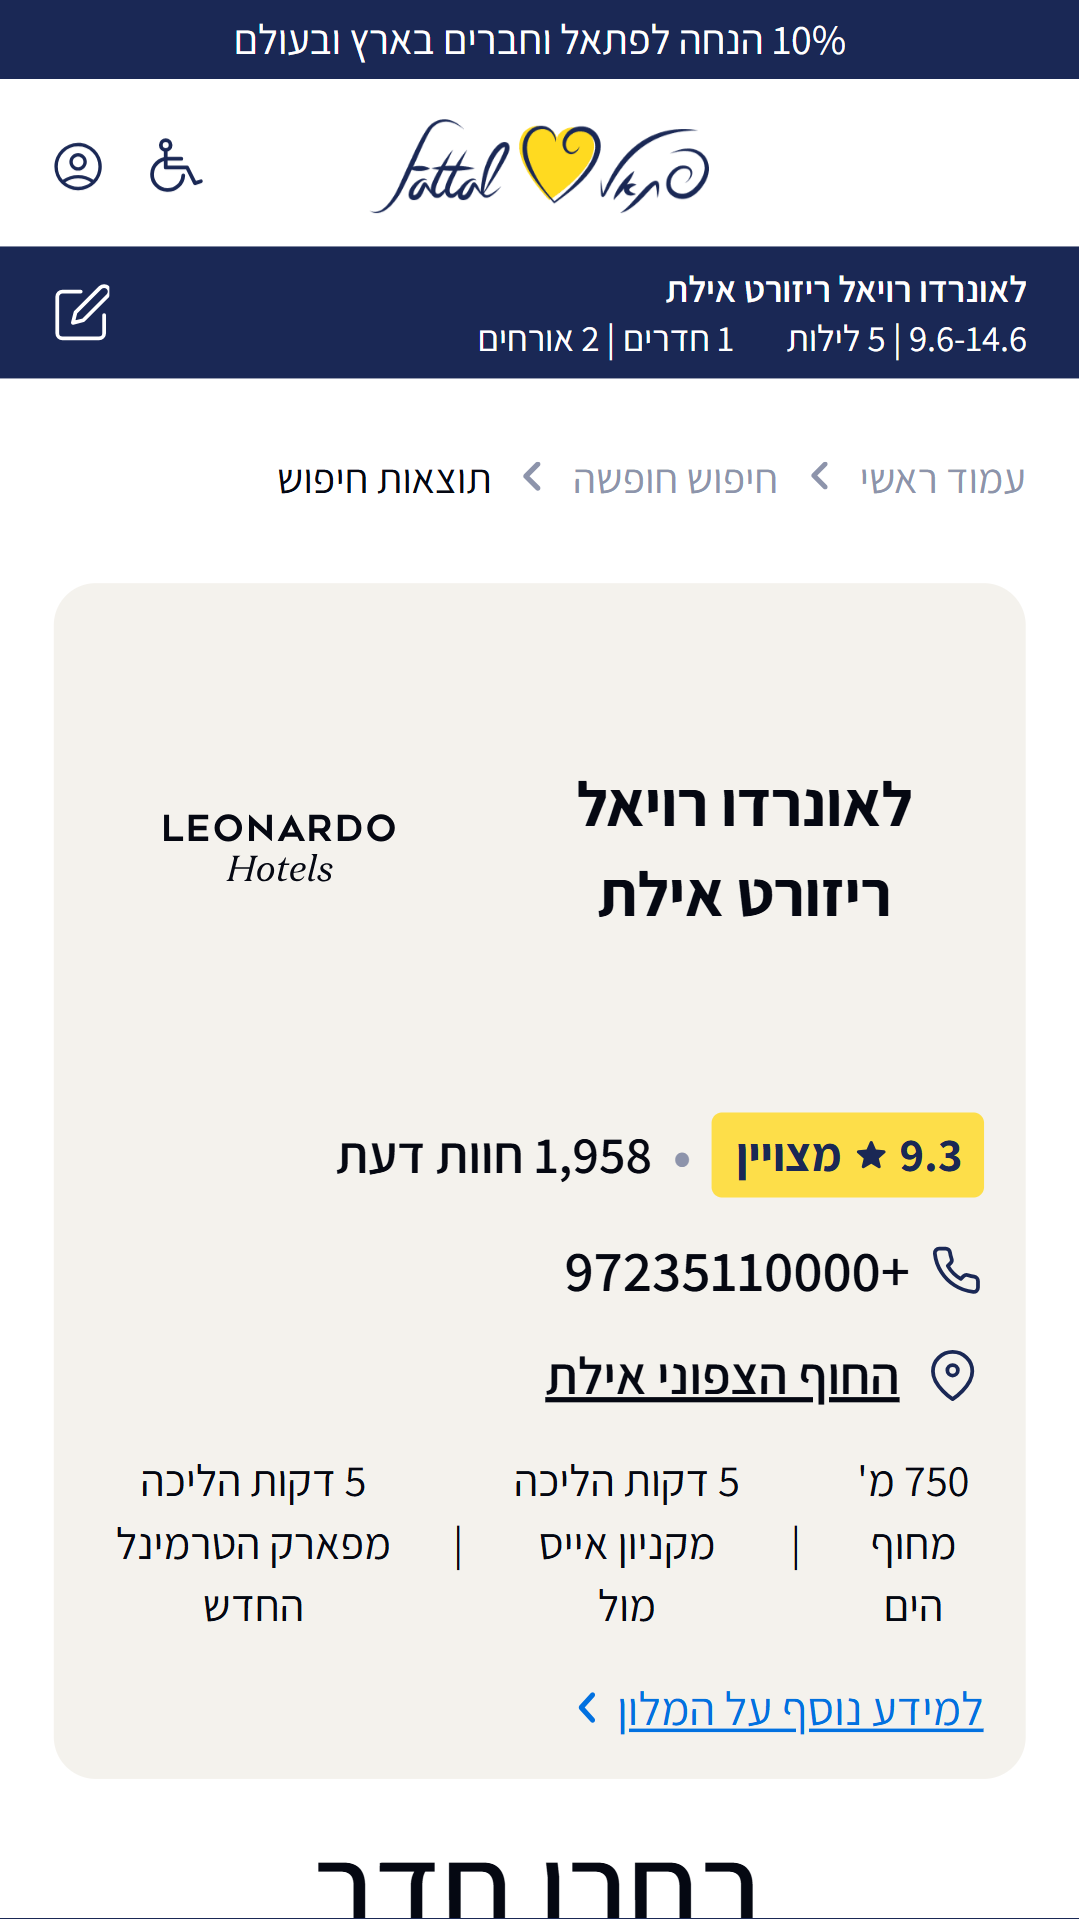 10% הנחה לפתאל וחברים בארץ ובעולם
Fattal פתאל
לאונרדו רויאל ריזורט אילת
9.6-14.6 | 5 לילות 1 חדרים | 2 אורחים
עמוד ראשי חיפוש חופשה תוצאות חיפוש
לאונרדו רויאל
ריזורט אילת
LEONARDO
Hotels
9.3 ★ מצויין • 1,958 חוות דעת
97235110000+
החוף הצפוני אילת
750 מ'
מחוף
הים
|
5 דקות הליכה
מקניון אייס
מול
|
5 דקות הליכה
מפארק הטרמינל
החדש
למידע נוסף על המלון
בחרו חדר